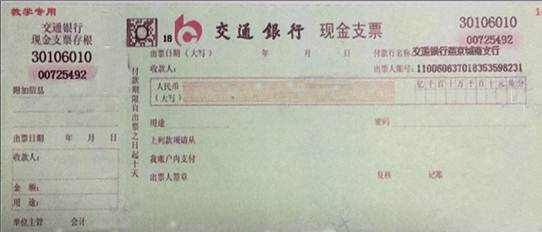 教学专用
交通银行
现金支票存根
30106010
00725492
附加信息
出票日期 年 月 日
收款人:
金 额:
用 途:
单位主管 会计
付款期限自出票之日起十天
交通银行 现金支票
30106010
00725492
出票日期(大写) 年 月 日 付款行名称:交通银行燕京城南支行
收款人: 出票人账号:110060637018353598231
人民币
(大写)
亿千百十万千百十元角分
用途 密码
上列款项请从
我账户内支付
出票人签章 复核 记账